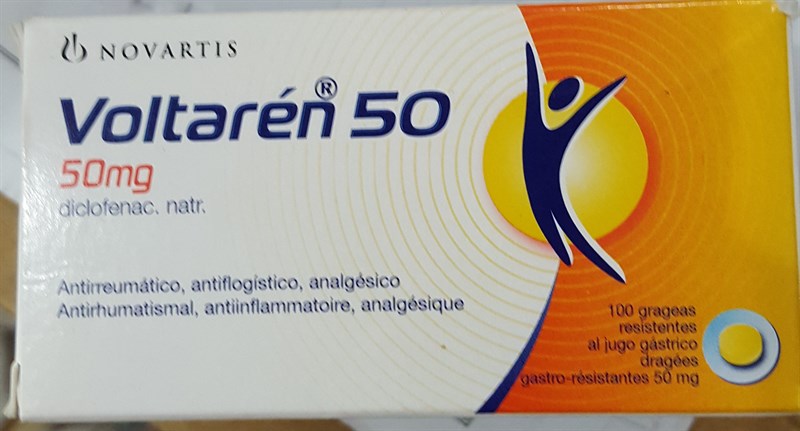 NOVARTIS
Voltarén® 50
50mg
diclofenac. natr.
Antirreumático, antiflogístico, analgésico
Antirhumatismal, antiinflammatoire, analgésique
100 grageas
resistentes
al jugo gástrico
dragées
gastro-résistantes 50 mg